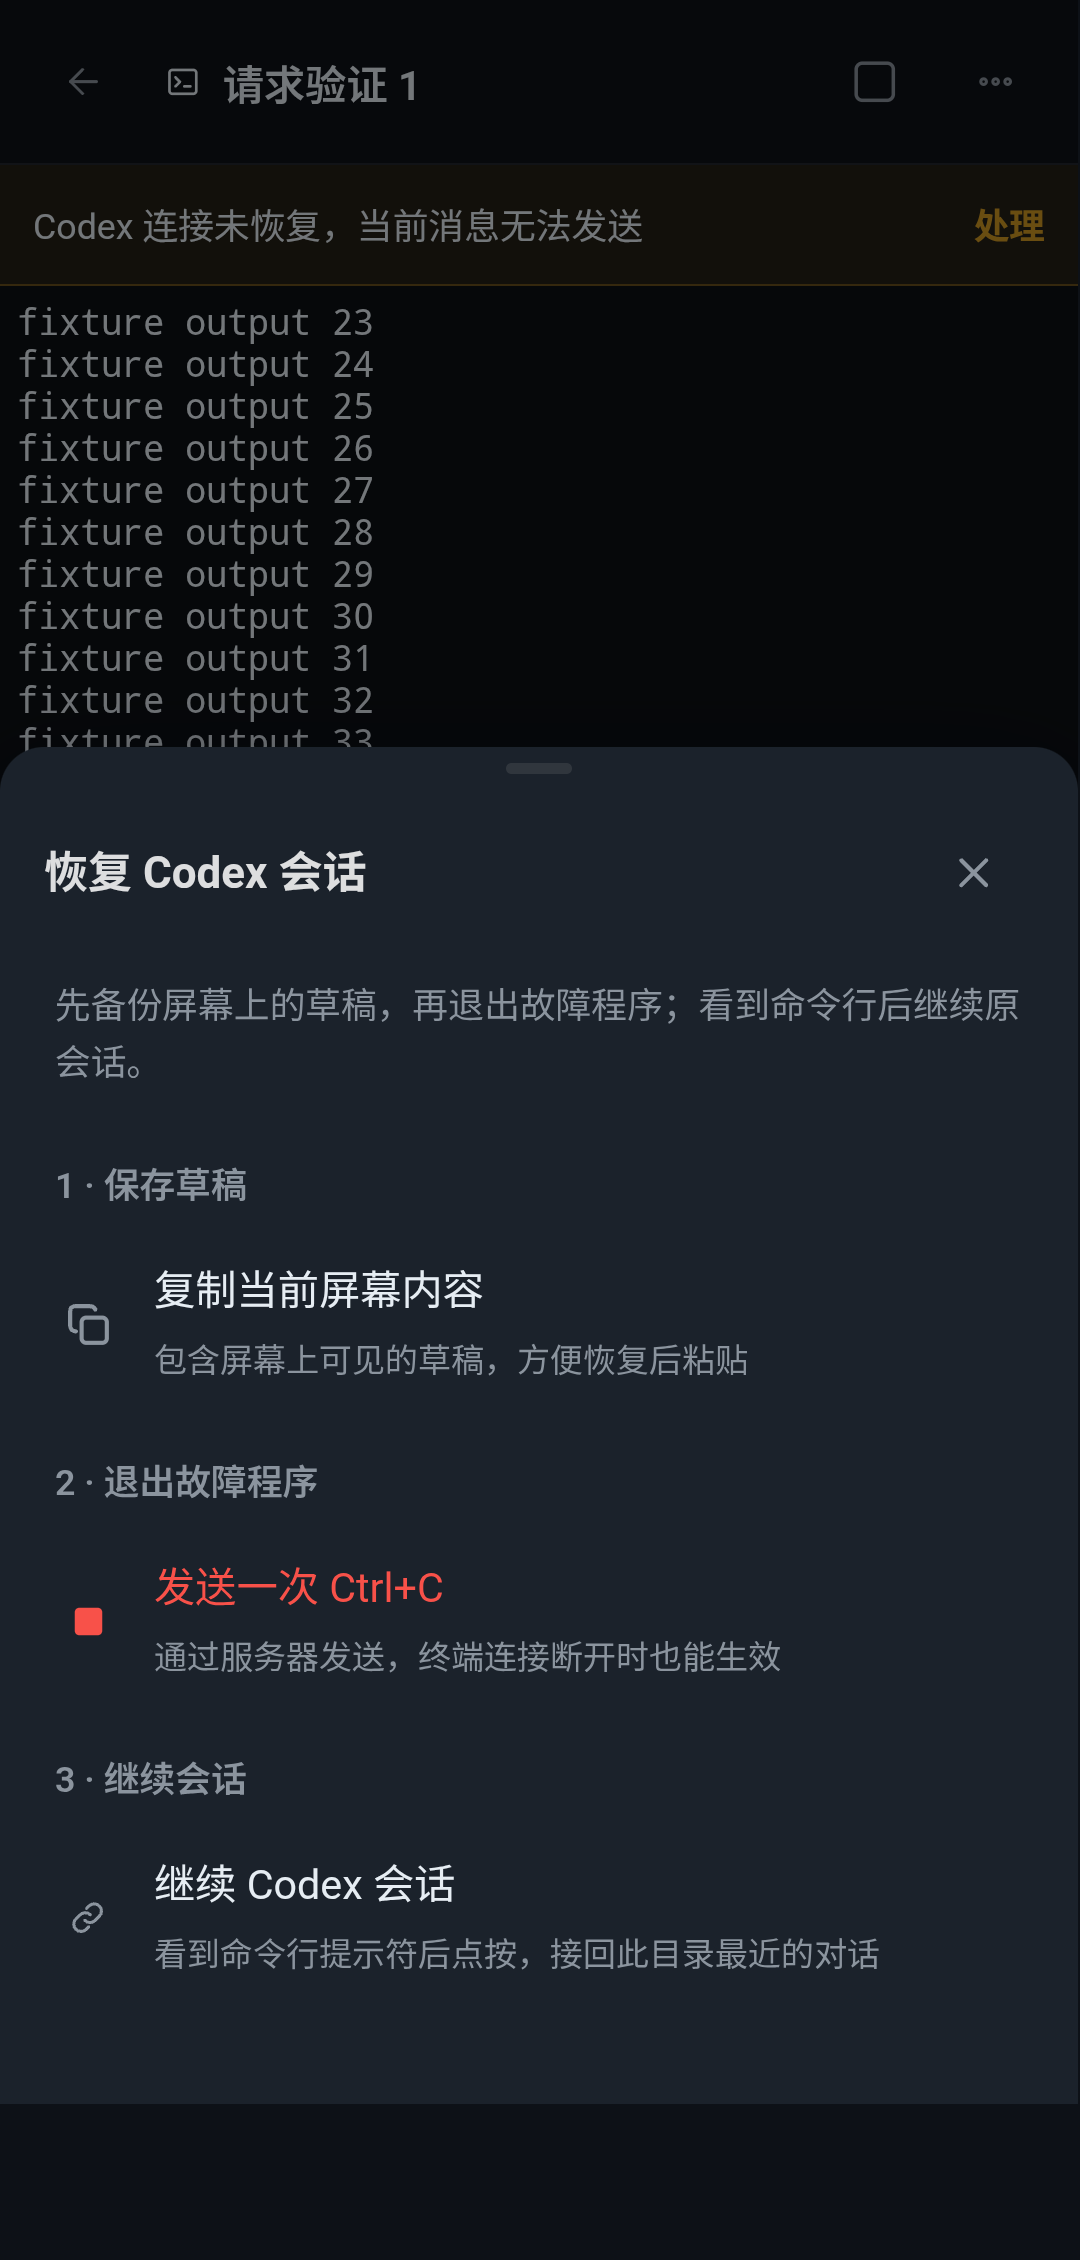 请求验证 1
Codex 连接未恢复，当前消息无法发送
处理
fixture output 23
fixture output 24
fixture output 25
fixture output 26
fixture output 27
fixture output 28
fixture output 29
fixture output 30
fixture output 31
fixture output 32
fixture output 33
恢复 Codex 会话
先备份屏幕上的草稿，再退出故障程序；看到命令行后继续原
会话。
1 · 保存草稿
复制当前屏幕内容
包含屏幕上可见的草稿，方便恢复后粘贴
2 · 退出故障程序
发送一次 Ctrl+C
通过服务器发送，终端连接断开时也能生效
3 · 继续会话
继续 Codex 会话
看到命令行提示符后点按，接回此目录最近的对话